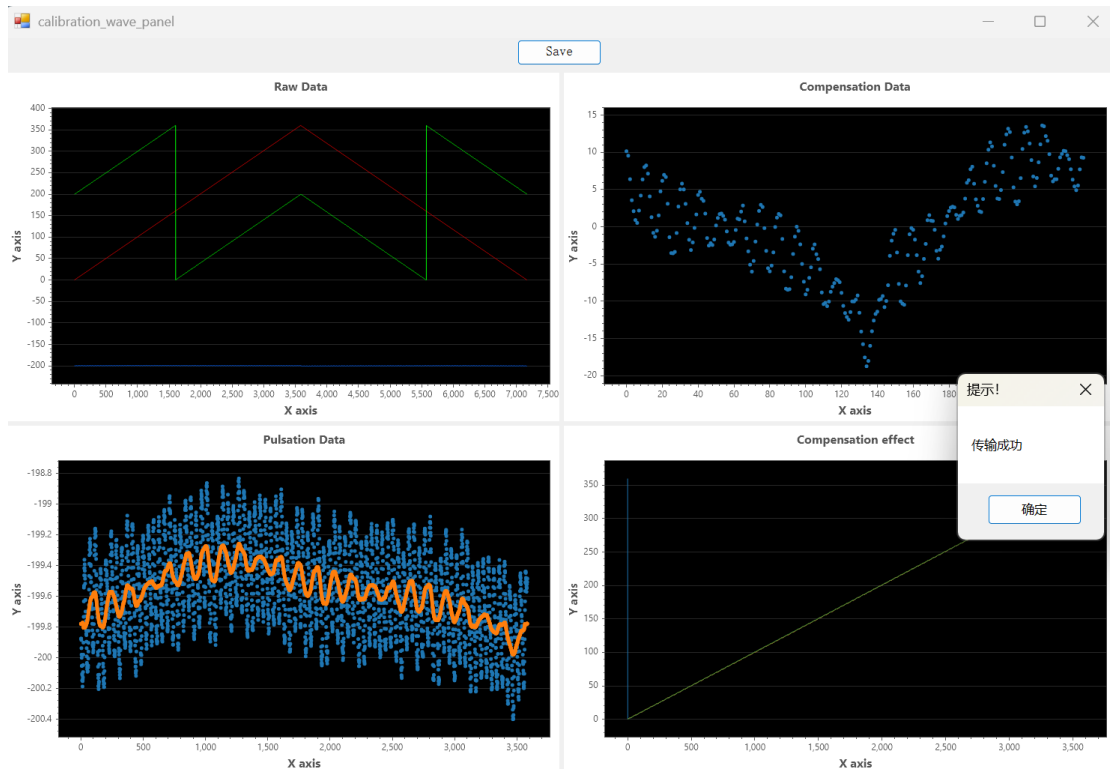 calibration_wave_panel
Save
Raw Data
400
350
300
250
200
150
100
50
0
-50
-100
-150
-200
Y axis
0 500 1,000 1,500 2,000 2,500 3,000 3,500 4,000 4,500 5,000 5,500 6,000 6,500 7,000 7,500
X axis
Compensation Data
15
10
5
0
-5
-10
-15
-20
Y axis
0 20 40 60 80 100 120 140 160 180
X axis
提示!
传输成功
确定
Pulsation Data
-198.8
-199
-199.2
-199.4
-199.6
-199.8
-200
-200.2
-200.4
Y axis
0 500 1,000 1,500 2,000 2,500 3,000 3,500
X axis
Compensation effect
350
300
250
200
150
100
50
0
Y axis
0 500 1,000 1,500 2,000 2,500 3,000 3,500
X axis